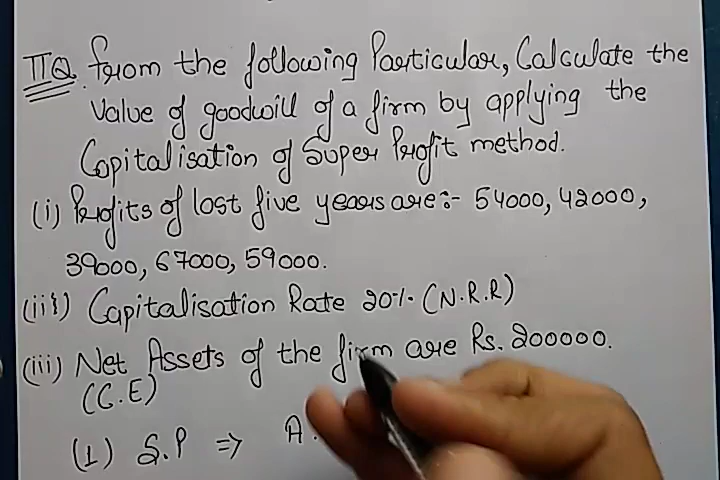 IIQ. From the following Particular, Calculate the
Value of goodwill of a firm by applying the
Capitalisation of Super Profit method.
(i) Profits of last five years are:- 54000, 42000,
39000, 67000, 59000.
(ii) Capitalisation Rate 20%. (N.R.R)
(iii) Net Assets of the firm are Rs. 200000.
(C.E)
(1) S.P ⇒ A.